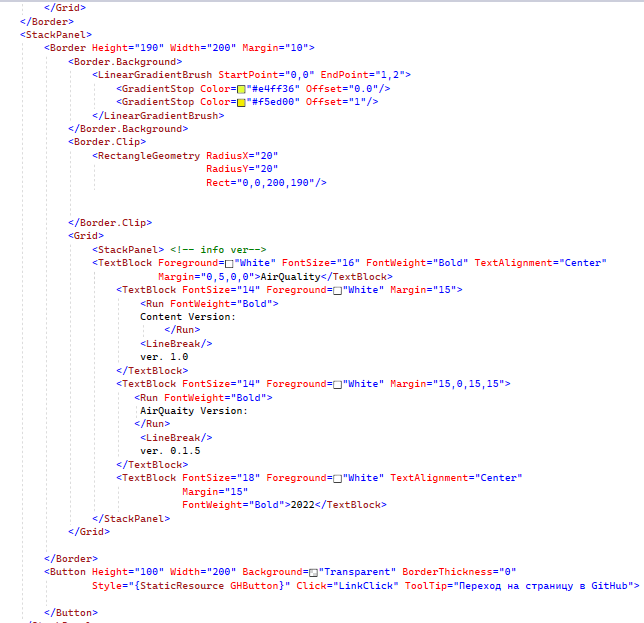 </Grid>
</Border>
<StackPanel>
<Border Height="190" Width="200" Margin="10">
<Border.Background>
<LinearGradientBrush StartPoint="0,0" EndPoint="1,2">
<GradientStop Color="#e4ff36" Offset="0.0"/>
<GradientStop Color="#f5ed00" Offset="1"/>
</LinearGradientBrush>
</Border.Background>
<Border.Clip>
<RectangleGeometry RadiusX="20"
RadiusY="20"
Rect="0,0,200,190"/>
</Border.Clip>
<Grid>
<StackPanel> <!-- info ver-->
<TextBlock Foreground="White" FontSize="16" FontWeight="Bold" TextAlignment="Center"
Margin="0,5,0,0">AirQuality</TextBlock>
<TextBlock FontSize="14" Foreground="White" Margin="15">
<Run FontWeight="Bold">
Content Version:
</Run>
<LineBreak/>
ver. 1.0
</TextBlock>
<TextBlock FontSize="14" Foreground="White" Margin="15,0,15,15">
<Run FontWeight="Bold">
AirQuaity Version:
</Run>
<LineBreak/>
ver. 0.1.5
</TextBlock>
<TextBlock FontSize="18" Foreground="White" TextAlignment="Center"
Margin="15"
FontWeight="Bold">2022</TextBlock>
</StackPanel>
</Grid>
</Border>
<Button Height="100" Width="200" Background="Transparent" BorderThickness="0"
Style="{StaticResource GHButton}" Click="LinkClick" ToolTip="Переход на страницу в GitHub">
</Button>